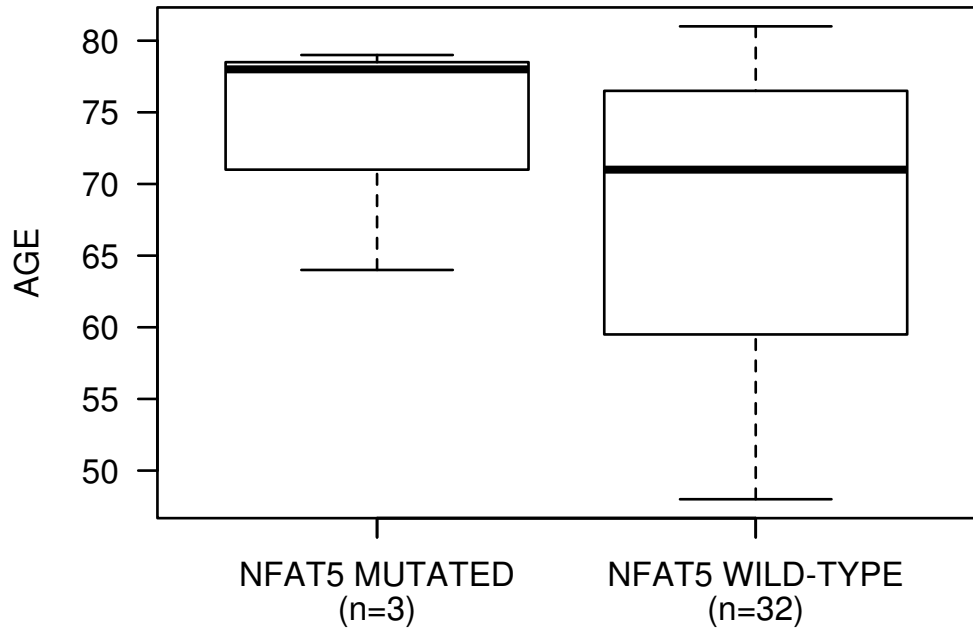 AGE
80
75
70
65
60
55
50
NFAT5 MUTATED
(n=3)
NFAT5 WILD-TYPE
(n=32)